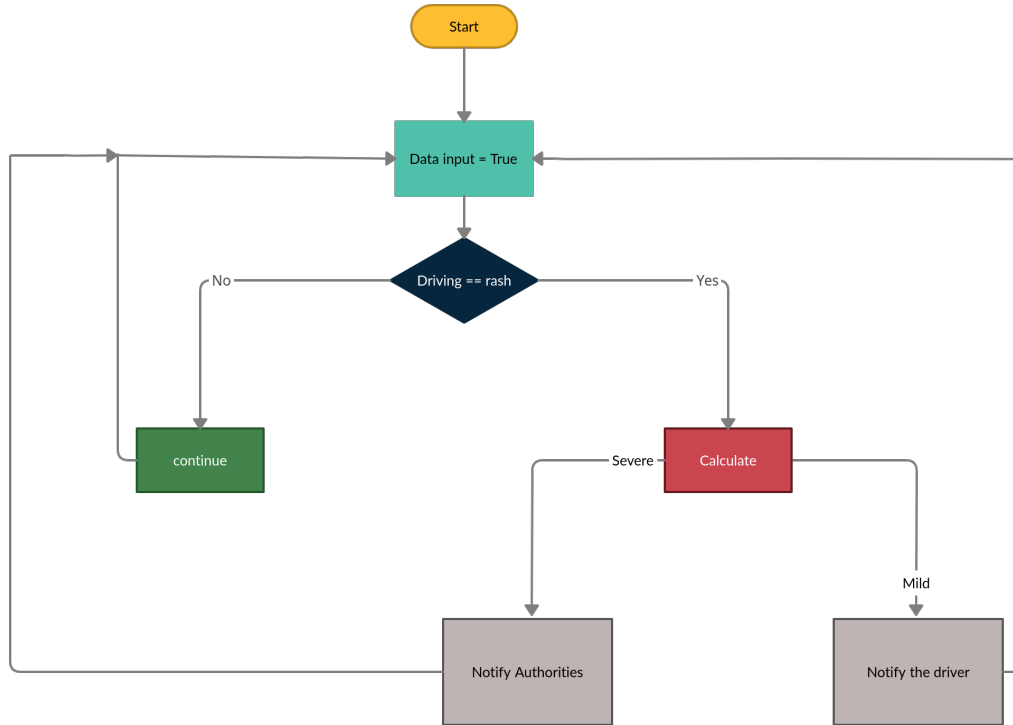 Start
Data input = True
Driving == rash
No
Yes
continue
Severe
Calculate
Mild
Notify Authorities
Notify the driver